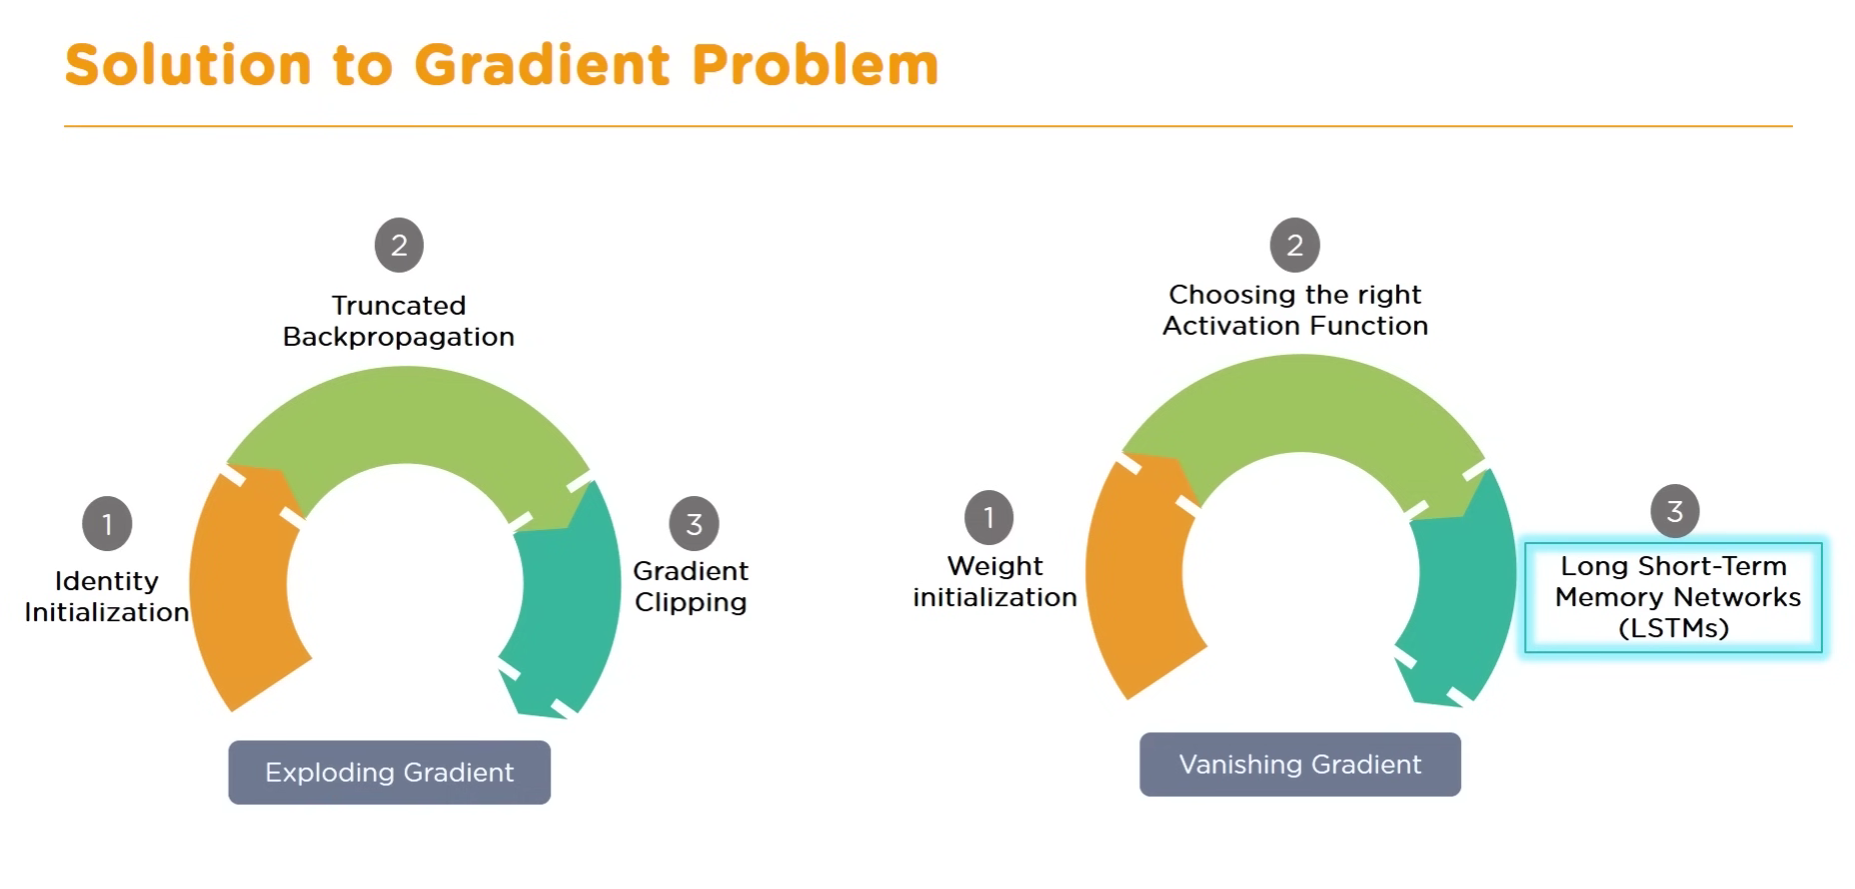 Solution to Gradient Problem
2
Truncated
Backpropagation
1
Identity
Initialization
3
Gradient
Clipping
Exploding Gradient
2
Choosing the right
Activation Function
1
Weight
initialization
3
Long Short-Term
Memory Networks
(LSTMs)
Vanishing Gradient